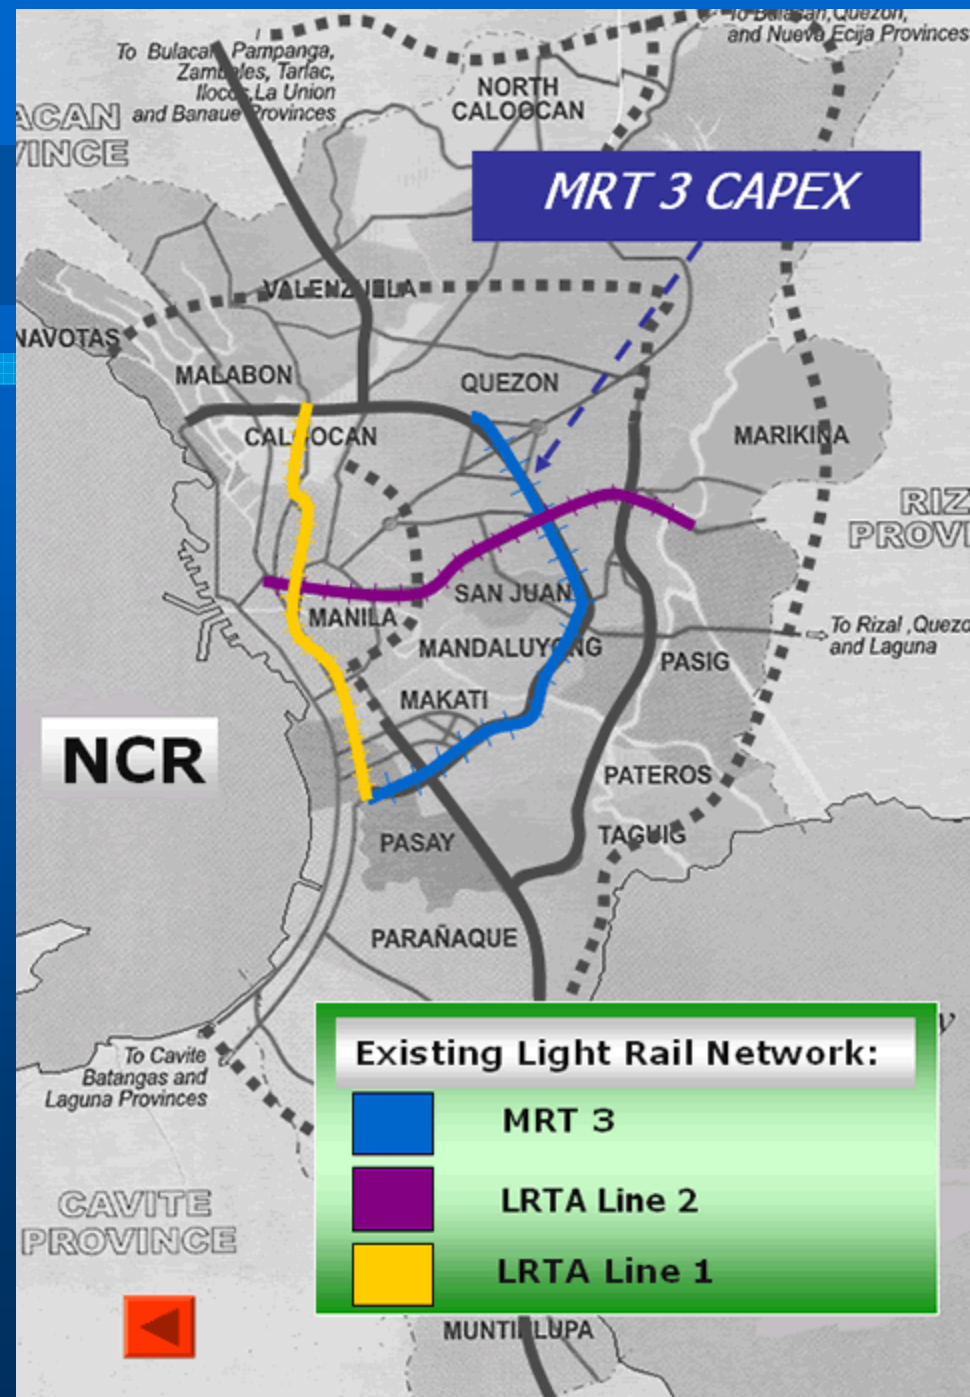 To Bulacan,Quezon,
and Nueva Ecija Provinces
To Bulacan, Pampanga,
Zambales, Tarlac,
Ilocos,La Union
and Banaue Provinces
NORTH
CALOOCAN
ACAN
VINCE
MRT 3 CAPEX
VALENZUELA
NAVOTAS
MALABON
QUEZON
CALOOCAN
MARIKINA
RIZ
PROVI
SAN JUAN
MANILA
To Rizal ,Quezo
and Laguna
MANDALUYONG
PASIG
MAKATI
NCR
PATEROS
TAGUIG
PASAY
PARAÑAQUE
y
To Cavite
Batangas and
Laguna Provinces
Existing Light Rail Network:
MRT 3
LRTA Line 2
LRTA Line 1
CAVITE
PROVINCE
MUNTINLUPA